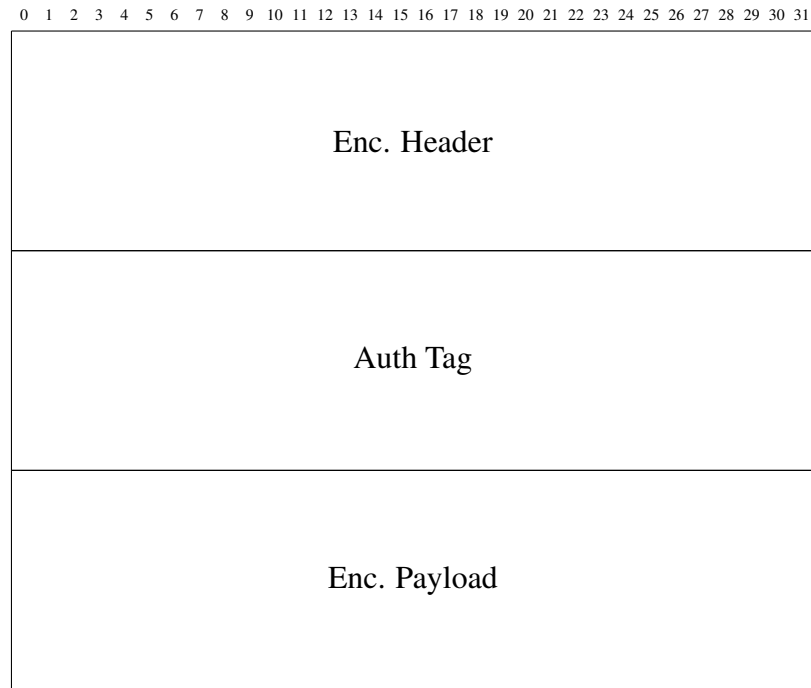 0 1 2 3 4 5 6 7 8 9 10 11 12 13 14 15 16 17 18 19 20 21 22 23 24 25 26 27 28 29 30 31
Enc. Header
Auth Tag
Enc. Payload